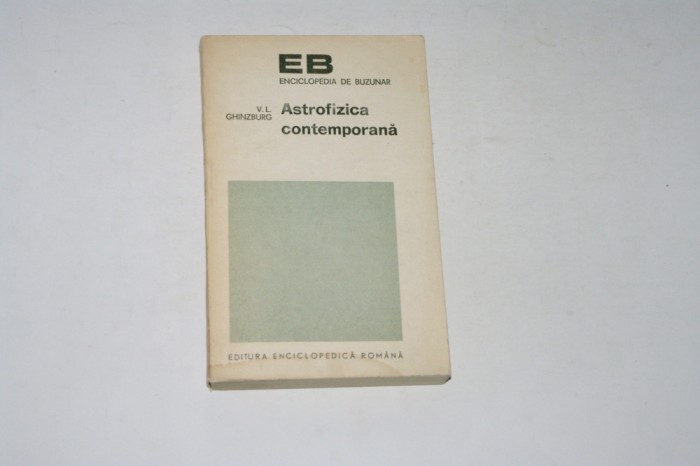 EB
ENCICLOPEDIA DE BUZUNAR
V. L.
GHINZBURG
Astrofizica
contemporană
EDITURA ENCICLOPEDICĂ ROMÂNĂ